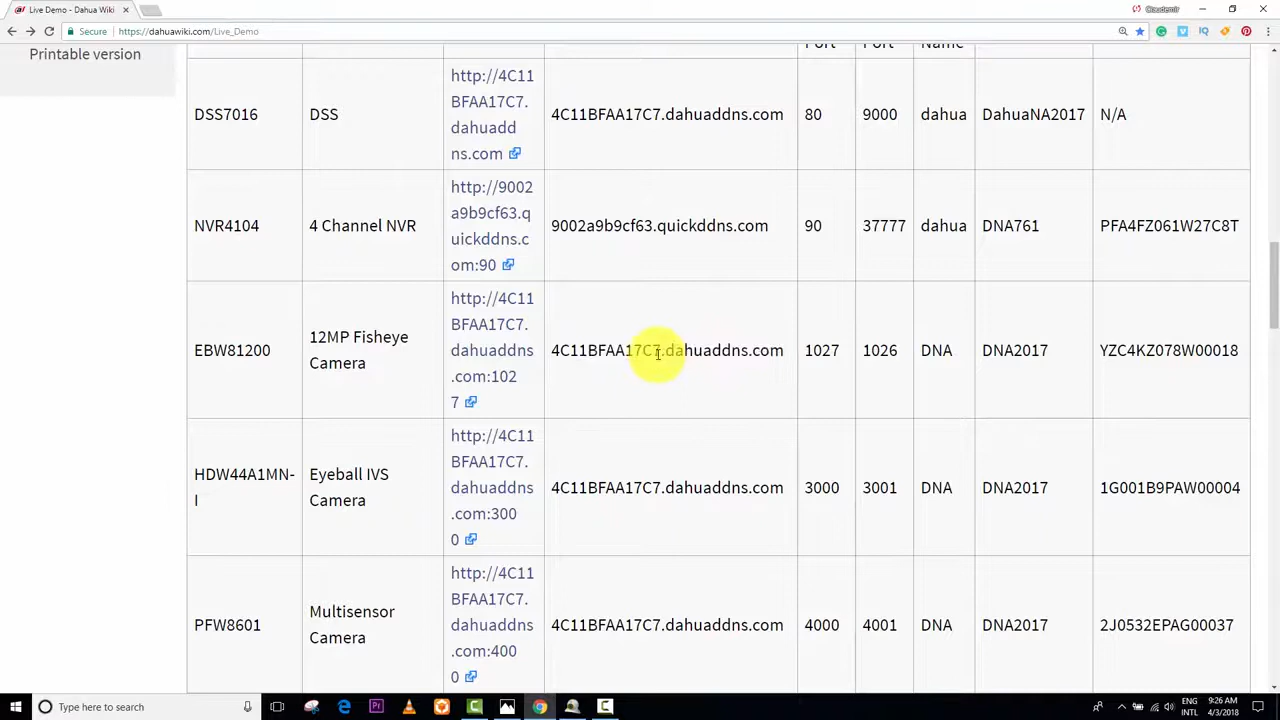 Live Demo - Dahua Wiki
Claudemir
Secure
https://dahuawiki.com/Live_Demo
Printable version
Port
Port
Name
DSS7016
DSS
http://4C11
BFAA17C7.
dahuadd
ns.com
4C11BFAA17C7.dahuaddns.com
80
9000
dahua
DahuaNA2017
N/A
NVR4104
4 Channel NVR
http://9002
a9b9cf63.q
uickddns.c
om:90
9002a9b9cf63.quickddns.com
90
37777
dahua
DNA761
PFA4FZ061W27C8T
EBW81200
12MP Fisheye
Camera
http://4C11
BFAA17C7.
dahuaddns
.com:102
7
4C11BFAA17C7.dahuaddns.com
1027
1026
DNA
DNA2017
YZC4KZ078W00018
HDW44A1MN-
I
Eyeball IVS
Camera
http://4C11
BFAA17C7.
dahuaddns
.com:300
0
4C11BFAA17C7.dahuaddns.com
3000
3001
DNA
DNA2017
1G001B9PAW00004
PFW8601
Multisensor
Camera
http://4C11
BFAA17C7.
dahuaddns
.com:400
0
4C11BFAA17C7.dahuaddns.com
4000
4001
DNA
DNA2017
2J0532EPAG00037
Type here to search
ENG
INTL
9:26 AM
4/3/2018